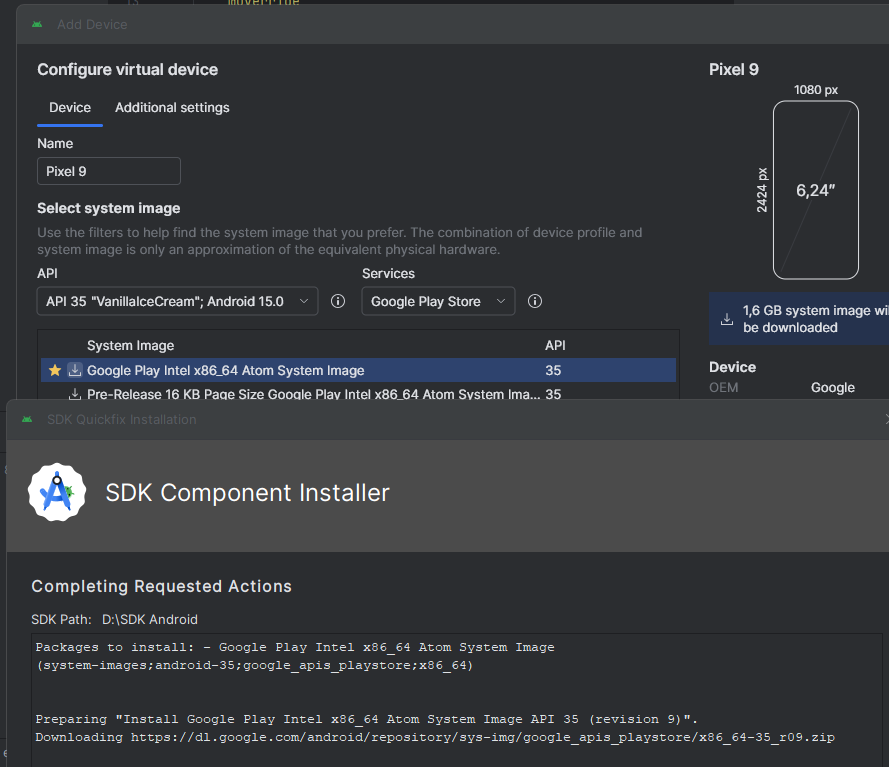 Add Device
Configure virtual device
Pixel 9
Device
Additional settings
1080 px
Name
Pixel 9
2424 px
6,24″
Select system image
Use the filters to help find the system image that you prefer. The combination of device profile and
system image is only an approximation of the equivalent physical hardware.
API
Services
API 35 "VanillaIceCream"; Android 15.0
Google Play Store
1,6 GB system image will
be downloaded
System Image
API
Google Play Intel x86_64 Atom System Image
35
Pre-Release 16 KB Page Size Google Play Intel x86_64 Atom System Ima...
35
Device
OEM
Google
SDK Quickfix Installation
SDK Component Installer
Completing Requested Actions
SDK Path: D:\SDK Android
Packages to install: - Google Play Intel x86_64 Atom System Image
(system-images;android-35;google_apis_playstore;x86_64)
Preparing "Install Google Play Intel x86_64 Atom System Image API 35 (revision 9)".
Downloading https://dl.google.com/android/repository/sys-img/google_apis_playstore/x86_64-35_r09.zip